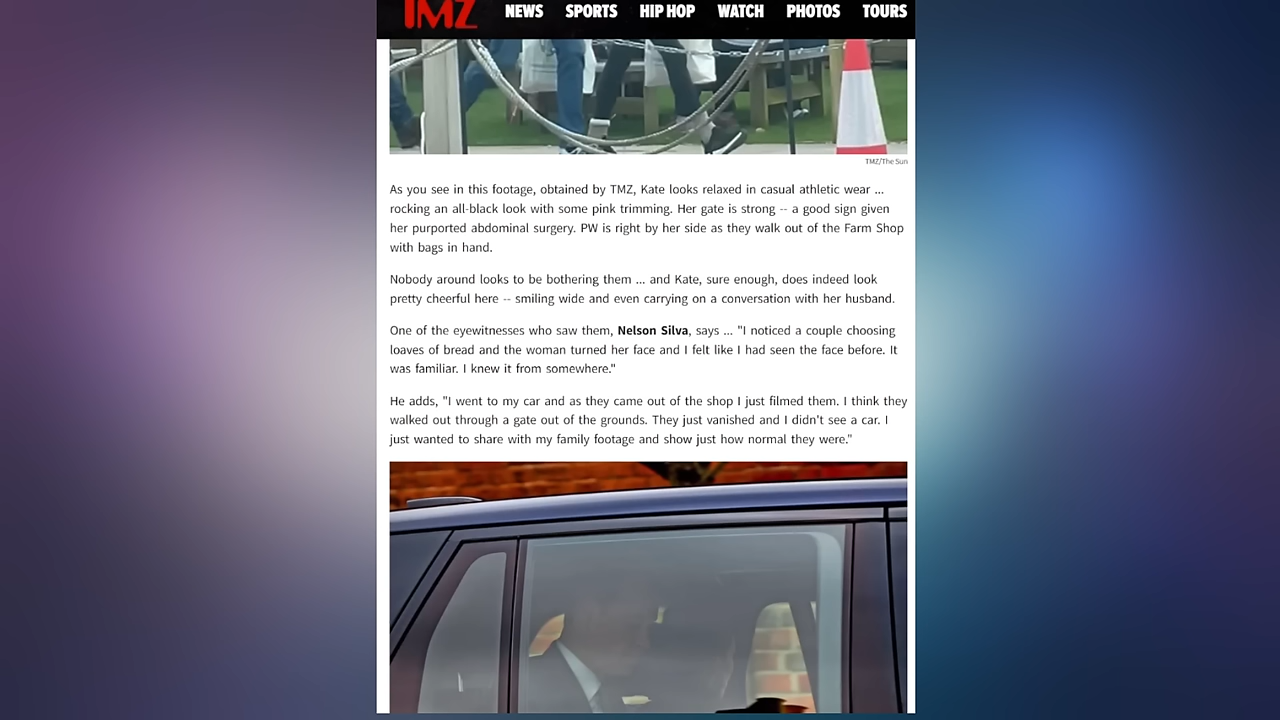 TMZ NEWS SPORTS HIP HOP WATCH PHOTOS TOURS
TMZ/The Sun
As you see in this footage, obtained by TMZ, Kate looks relaxed in casual athletic wear ...
rocking an all-black look with some pink trimming. Her gate is strong -- a good sign given
her purported abdominal surgery. PW is right by her side as they walk out of the Farm Shop
with bags in hand.
Nobody around looks to be bothering them ... and Kate, sure enough, does indeed look
pretty cheerful here -- smiling wide and even carrying on a conversation with her husband.
One of the eyewitnesses who saw them, Nelson Silva, says ... "I noticed a couple choosing
loaves of bread and the woman turned her face and I felt like I had seen the face before. It
was familiar. I knew it from somewhere."
He adds, "I went to my car and as they came out of the shop I just filmed them. I think they
walked out through a gate out of the grounds. They just vanished and I didn't see a car. I
just wanted to share with my family footage and show just how normal they were."